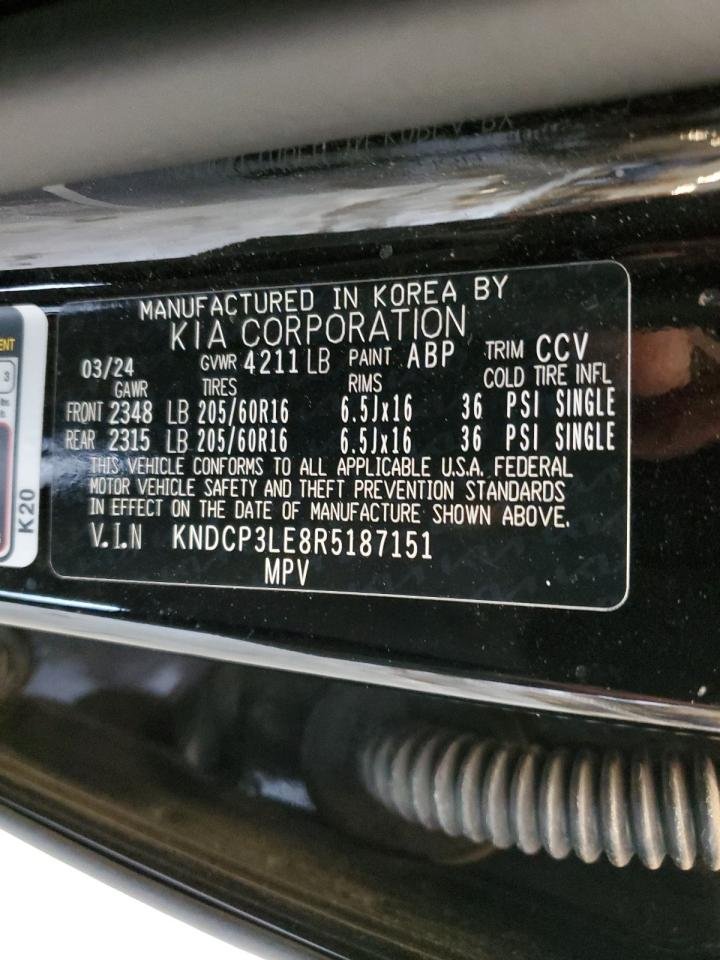 MANUFACTURED IN KOREA BY
KIA CORPORATION
03/24 GVWR 4211 LB PAINT ABP TRIM CCV
GAWR TIRES RIMS COLD TIRE INFL
FRONT 2348 LB 205/60R16 6.5Jx16 36 PSI SINGLE
REAR 2315 LB 205/60R16 6.5Jx16 36 PSI SINGLE
THIS VEHICLE CONFORMS TO ALL APPLICABLE U.S.A. FEDERAL
MOTOR VEHICLE SAFETY AND THEFT PREVENTION STANDARDS
IN EFFECT ON THE DATE OF MANUFACTURE SHOWN ABOVE.
V.I.N KNDCP3LE8R5187151
MPV
K20
3